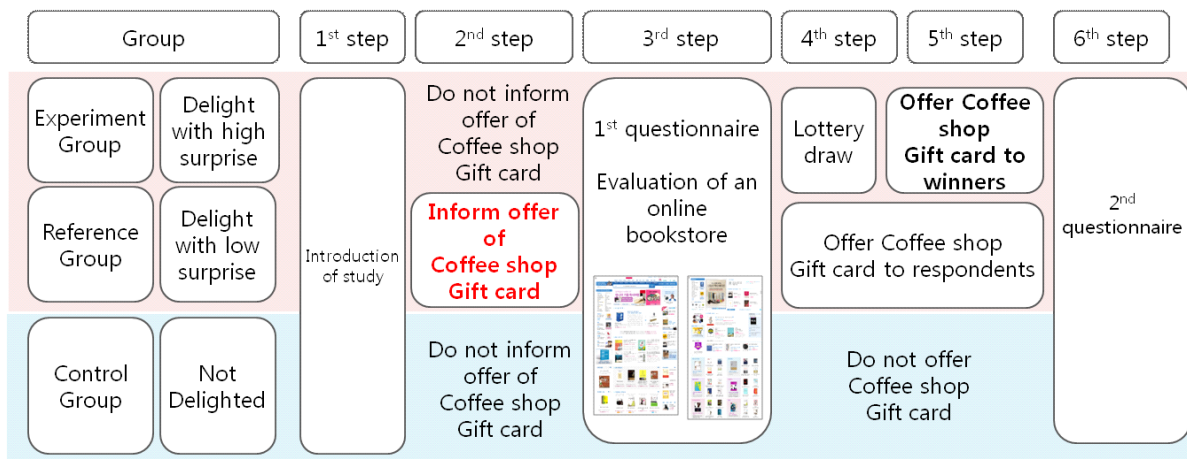 Group
1st step
2nd step
3rd step
4th step
5th step
6th step
Experiment
Group
Delight
with high
surprise
Reference
Group
Delight
with low
surprise
Control
Group
Not
Delighted
Introduction
of study
Do not inform
offer of
Coffee shop
Gift card
Inform offer
of
Coffee shop
Gift card
Do not inform
offer of
Coffee shop
Gift card
1st questionnaire
Evaluation of an
online
bookstore
Lottery
draw
Offer Coffee
shop
Gift card to
winners
Offer Coffee shop
Gift card to respondents
Do not offer
Coffee shop
Gift card
2nd
questionnaire